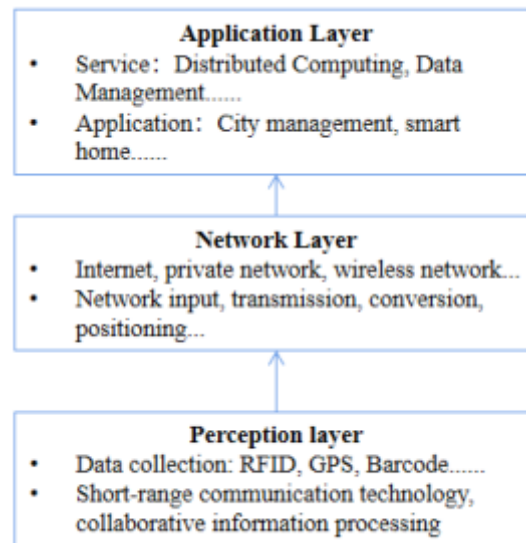 Application Layer
• Service：Distributed Computing, Data
Management......
• Application：City management, smart
home......
Network Layer
• Internet, private network, wireless network...
• Network input, transmission, conversion,
positioning...
Perception layer
• Data collection: RFID, GPS, Barcode......
• Short-range communication technology,
collaborative information processing